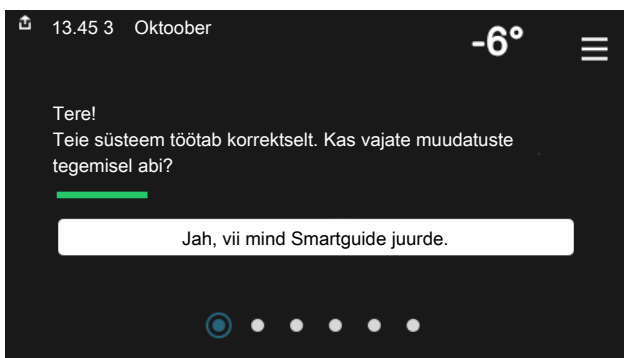 13.45 3 Oktoober
-6°
Tere!
Teie süsteem töötab korrektselt. Kas vajate muudatuste
tegemisel abi?
Jah, vii mind Smartguide juurde.